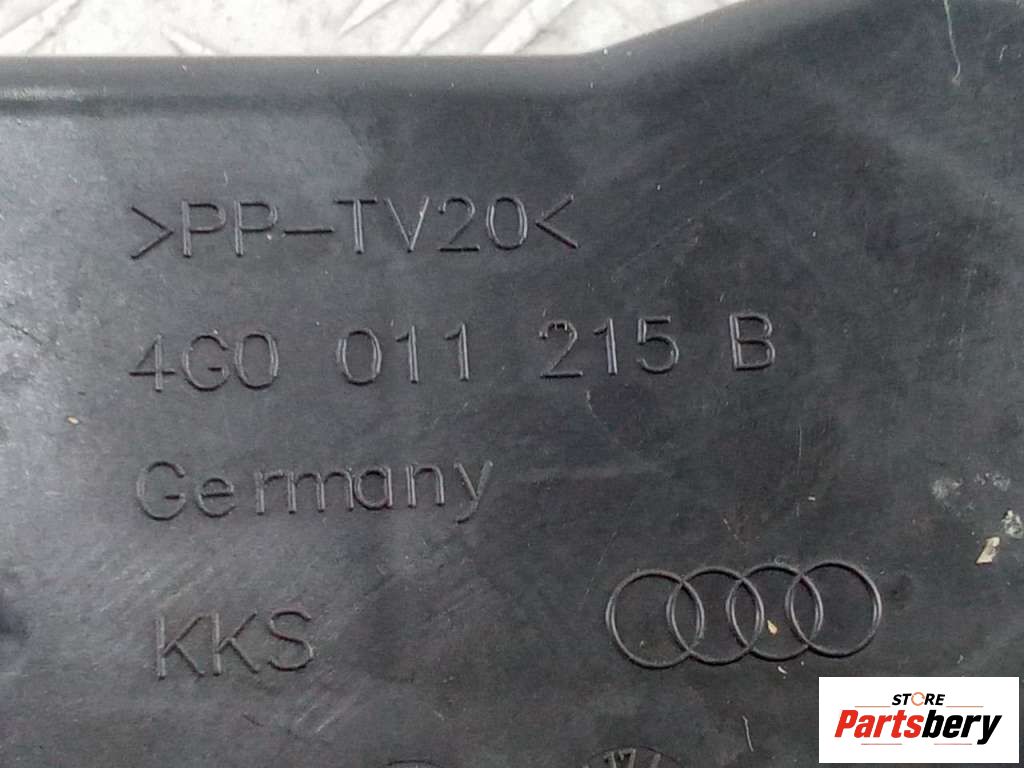 >PP-TV20<
4G0 011 215 B
Germany
KKS
STORE
Partsbery